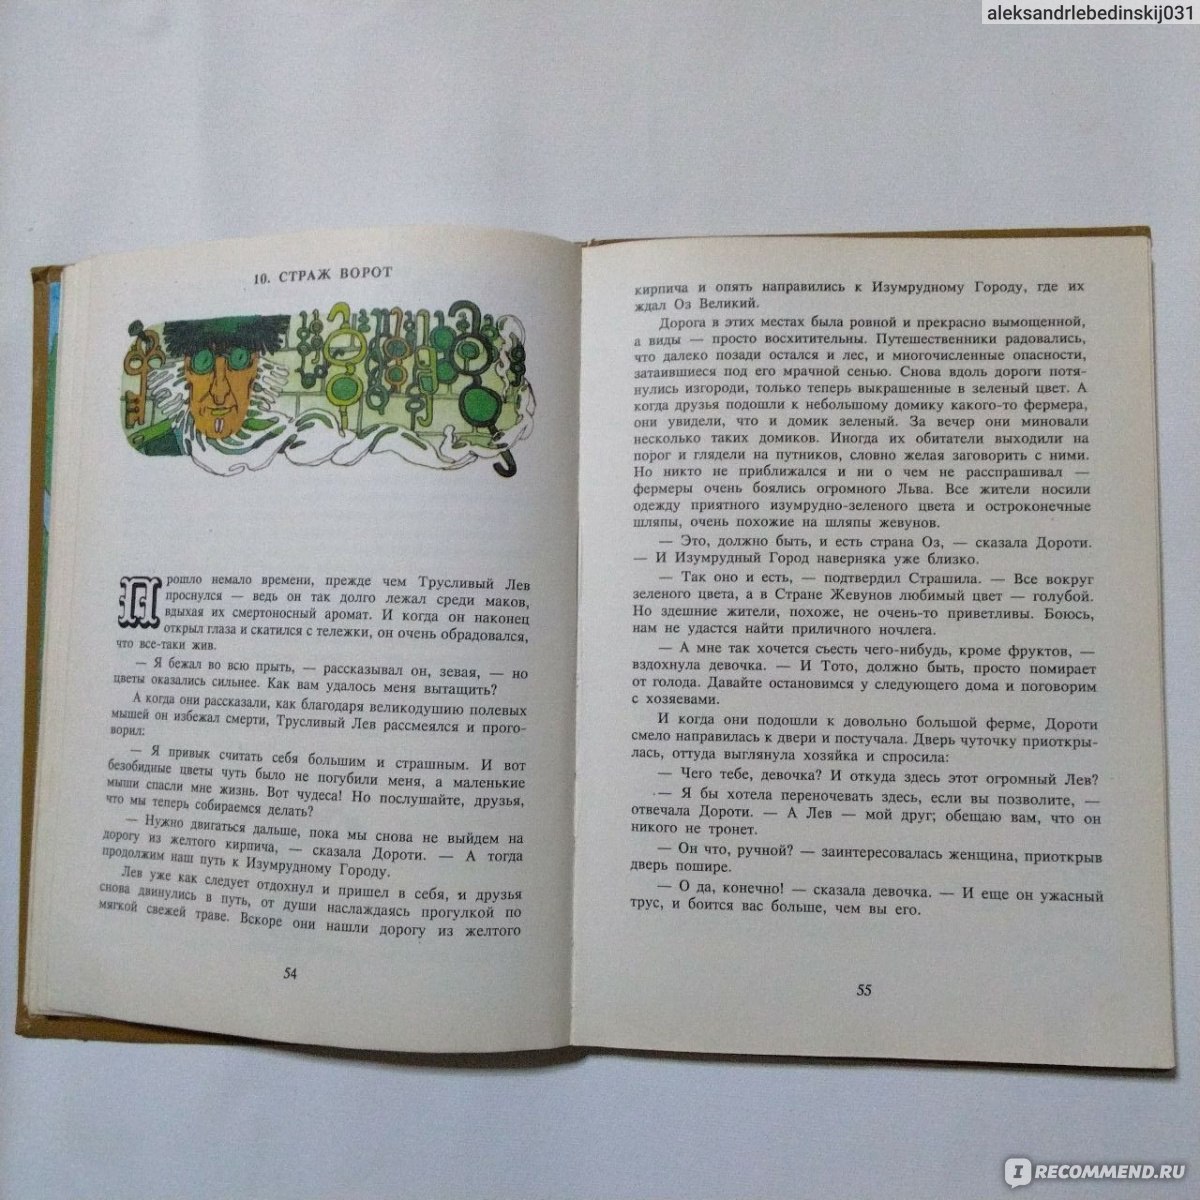 aleksandrlebedinskij031
10. СТРАЖ ВОРОТ
Прошло немало времени, прежде чем Трусливый Лев
проснулся — ведь он так долго лежал среди маков,
вдыхая их смертоносный аромат. И когда он наконец
открыл глаза и скатился с тележки, он очень обрадовался,
что все-таки жив.
— Я бежал во всю прыть, — рассказывал он, зевая, — но
цветы оказались сильнее. Как вам удалось меня вытащить?
А когда они рассказали, как благодаря великодушию полевых
мышей он избежал смерти, Трусливый Лев рассмеялся и прого-
ворил:
— Я привык считать себя большим и страшным. И вот
безобидные цветы чуть было не погубили меня, а маленькие
мыши спасли мне жизнь. Вот чудеса! Но послушайте, друзья,
что мы теперь собираемся делать?
— Нужно двигаться дальше, пока мы снова не выйдем на
дорогу из желтого кирпича, — сказала Дороти. — А тогда
продолжим наш путь к Изумрудному Городу.
Лев уже как следует отдохнул и пришел в себя, и друзья
снова двинулись в путь, от души наслаждаясь прогулкой по
мягкой свежей траве. Вскоре они нашли дорогу из желтого
54
кирпича и опять направились к Изумрудному Городу, где их
ждал Оз Великий.
Дорога в этих местах была ровной и прекрасно вымощенной,
а виды — просто восхитительны. Путешественники радовались,
что далеко позади остался и лес, и многочисленные опасности,
затаившиеся под его мрачной сенью. Снова вдоль дороги потя-
нулись изгороди, только теперь выкрашенные в зеленый цвет. А
когда друзья подошли к небольшому домику какого-то фермера,
они увидели, что и домик зеленый. За вечер они миновали
несколько таких домиков. Иногда их обитатели выходили на
порог и глядели на путников, словно желая заговорить с ними.
Но никто не приближался и ни о чем не расспрашивал —
фермеры очень боялись огромного Льва. Все жители носили
одежду приятного изумрудно-зеленого цвета и остроконечные
шляпы, очень похожие на шляпы жевунов.
— Это, должно быть, и есть страна Оз, — сказала Дороти.
— И Изумрудный Город наверняка уже близко.
— Так оно и есть, — подтвердил Страшила. — Все вокруг
зеленого цвета, а в Стране Жевунов любимый цвет — голубой.
Но здешние жители, похоже, не очень-то приветливы. Боюсь,
нам не удастся найти приличного ночлега.
— А мне так хочется съесть чего-нибудь, кроме фруктов, —
вздохнула девочка. — И Тото, должно быть, просто помирает
от голода. Давайте остановимся у следующего дома и поговорим
с хозяевами.
И когда они подошли к довольно большой ферме, Дороти
смело направилась к двери и постучала. Дверь чуточку приоткры-
лась, оттуда выглянула хозяйка и спросила:
— Чего тебе, девочка? И откуда здесь этот огромный Лев?
— Я бы хотела переночевать здесь, если вы позволите, —
отвечала Дороти. — А Лев — мой друг; обещаю вам, что он
никого не тронет.
— Он что, ручной? — заинтересовалась женщина, приоткрыв
дверь пошире.
— О да, конечно! — сказала девочка. — И еще он ужасный
трус, и боится вас больше, чем вы его.
55
IRECOMMEND.RU